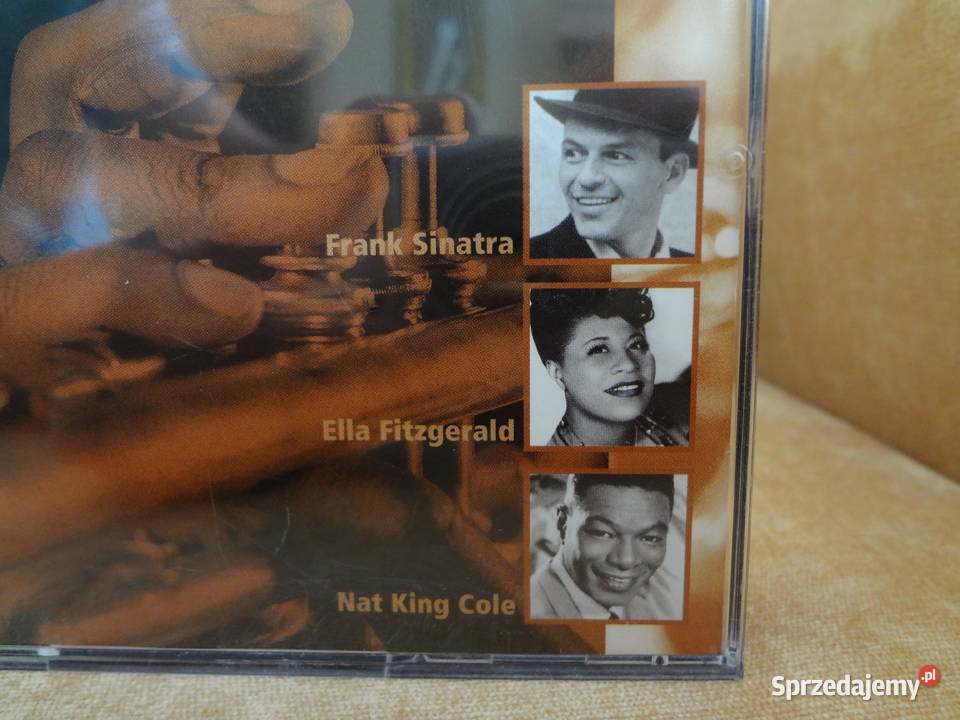 Frank Sinatra
Ella Fitzgerald
Nat King Cole
Sprzedajemy.pl